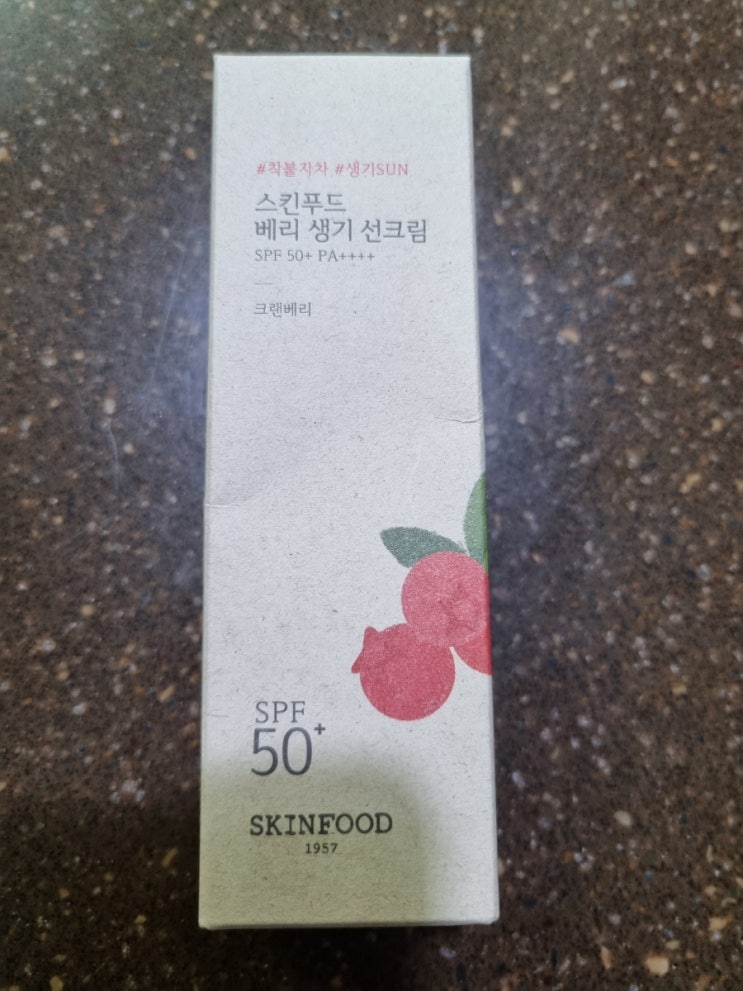 #착붙자차 #생기SUN
스킨푸드
베리 생기 선크림
SPF 50+ PA++++
크랜베리
SPF
50+
SKINFOOD
1957